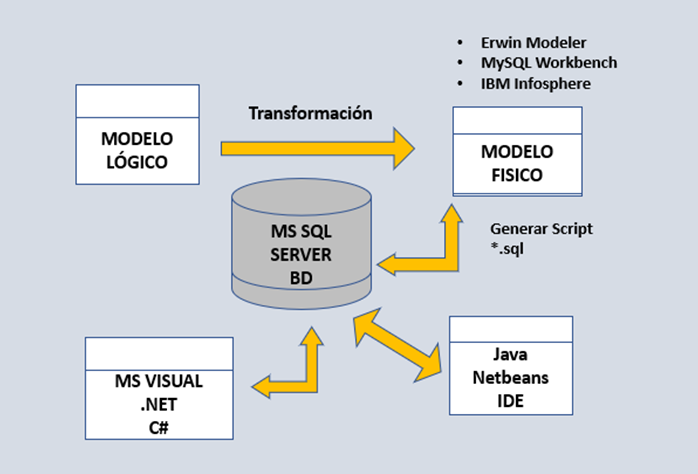 • Erwin Modeler
• MySQL Workbench
• IBM Infosphere
Transformación
MODELO
LÓGICO
MODELO
FISICO
MS SQL
SERVER
BD
Generar Script
*.sql
MS VISUAL
.NET
C#
Java
Netbeans
IDE